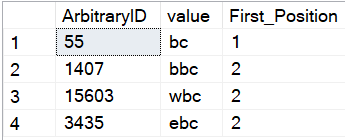 ArbitraryID value First_Position
1 55 bc 1
2 1407 bbc 2
3 15603 wbc 2
4 3435 ebc 2